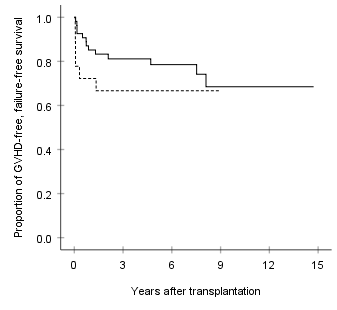 Proportion of GVHD-free, failure-free survival
1.0
0.8
0.6
0.4
0.2
0.0
0 3 6 9 12 15
Years after transplantation